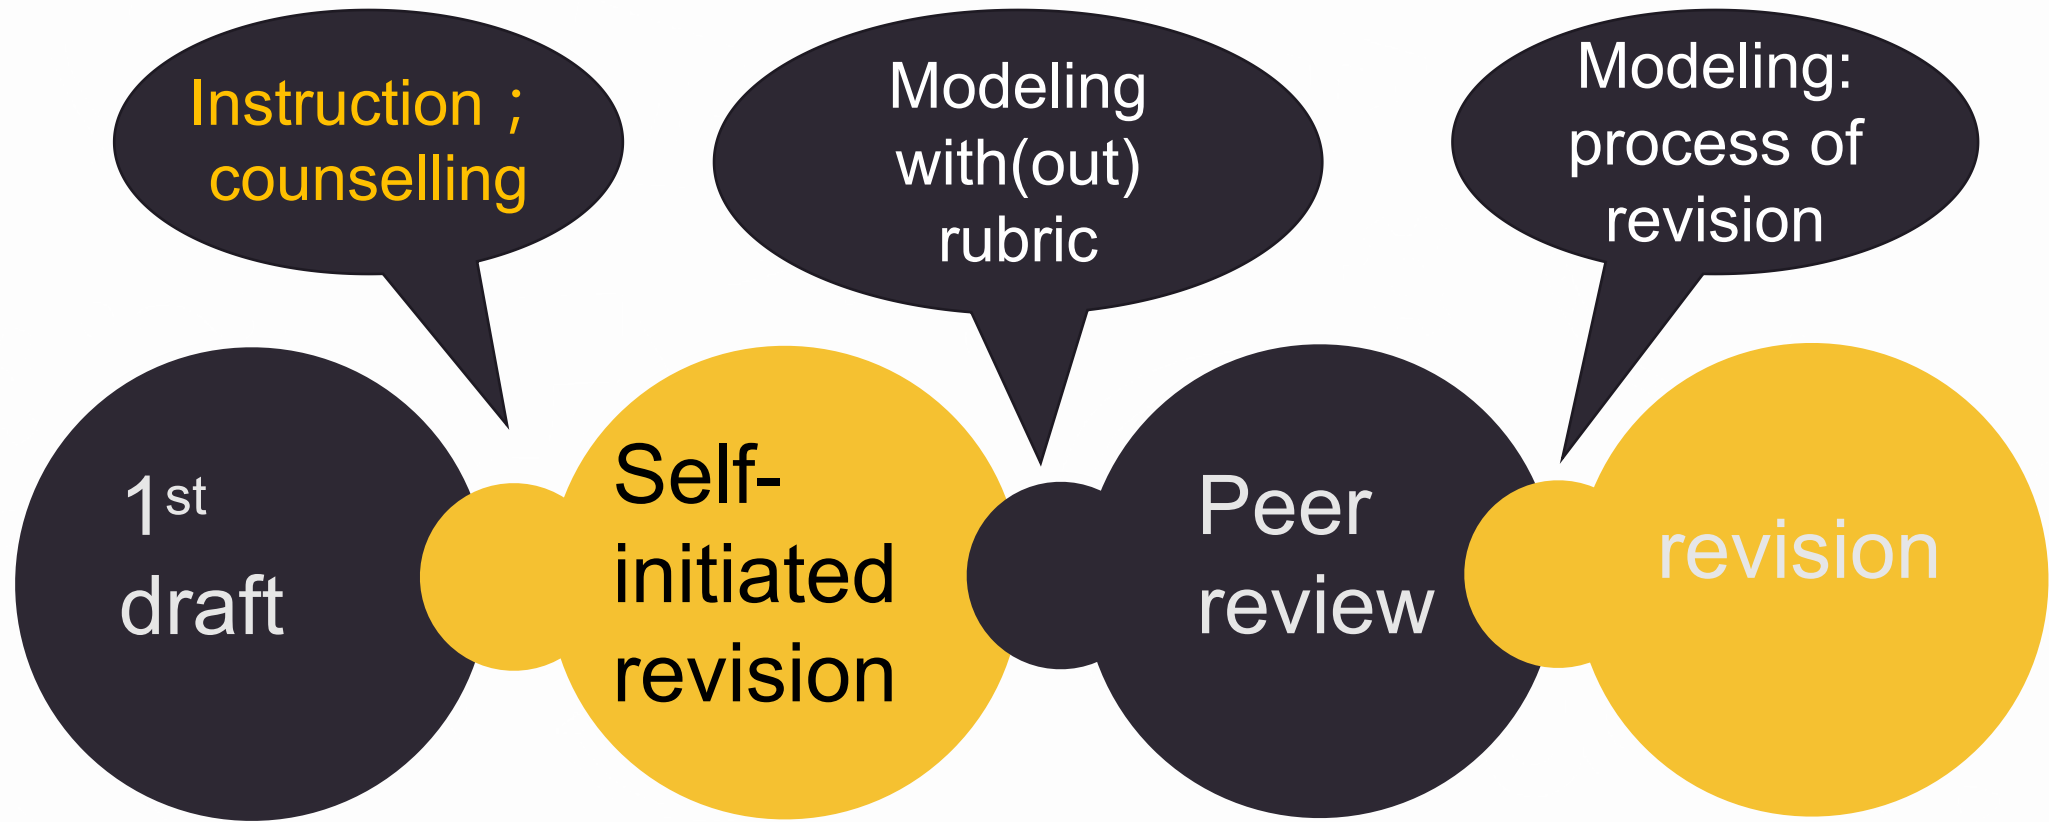 Instruction ;
counselling
Modeling
with(out)
rubric
Modeling:
process of
revision
1st
draft
Self-
initiated
revision
Peer
review
revision